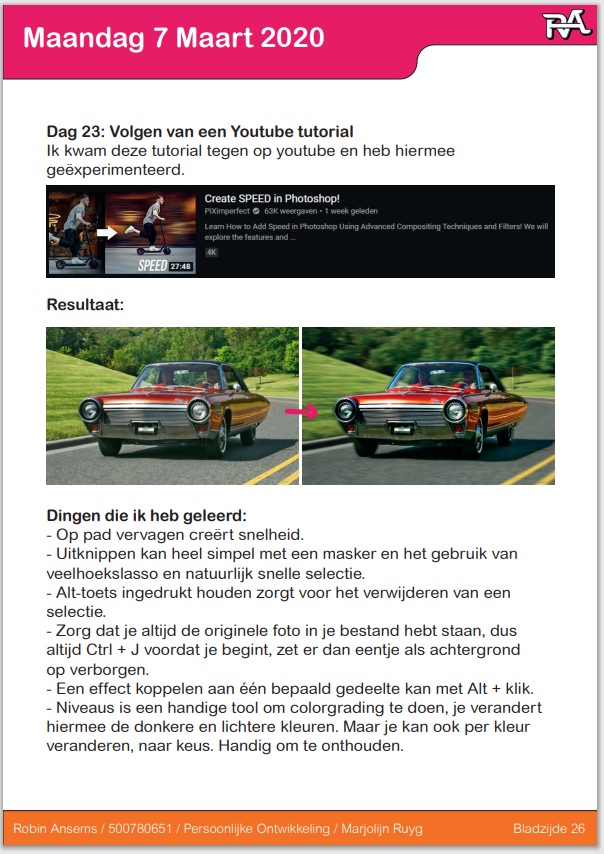 Maandag 7 Maart 2020
RA
Dag 23: Volgen van een Youtube tutorial
Ik kwam deze tutorial tegen op youtube en heb hiermee
geëxperimenteerd.
Create SPEED in Photoshop!
PiXimperfect 63K weergaven • 1 week geleden
Learn How to Add Speed in Photoshop Using Advanced Compositing Techniques and Filters! We will
explore the features and ...
4K
SPEED
27:48
Resultaat:
Dingen die ik heb geleerd:
- Op pad vervagen creërt snelheid.
- Uitknippen kan heel simpel met een masker en het gebruik van
veelhoekslasso en natuurlijk snelle selectie.
- Alt-toets ingedrukt houden zorgt voor het verwijderen van een
selectie.
- Zorg dat je altijd de originele foto in je bestand hebt staan, dus
altijd Ctrl + J voordat je begint, zet er dan eentje als achtergrond
op verborgen.
- Een effect koppelen aan één bepaald gedeelte kan met Alt + klik.
- Niveaus is een handige tool om colorgrading te doen, je verandert
hiermee de donkere en lichtere kleuren. Maar je kan ook per kleur
veranderen, naar keus. Handig om te onthouden.
Robin Ansems / 500780651 / Persoonlijke Ontwikkeling / Marjolijn Ruyg
Bladzijde 26